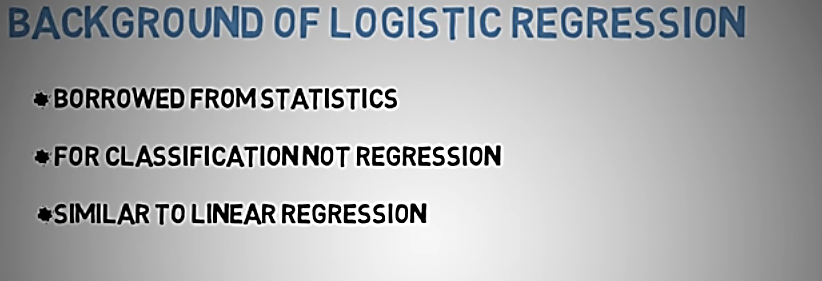 BACKGROUND OF LOGISTIC REGRESSION
BORROWED FROM STATISTICS
FOR CLASSIFICATION NOT REGRESSION
SIMILAR TO LINEAR REGRESSION